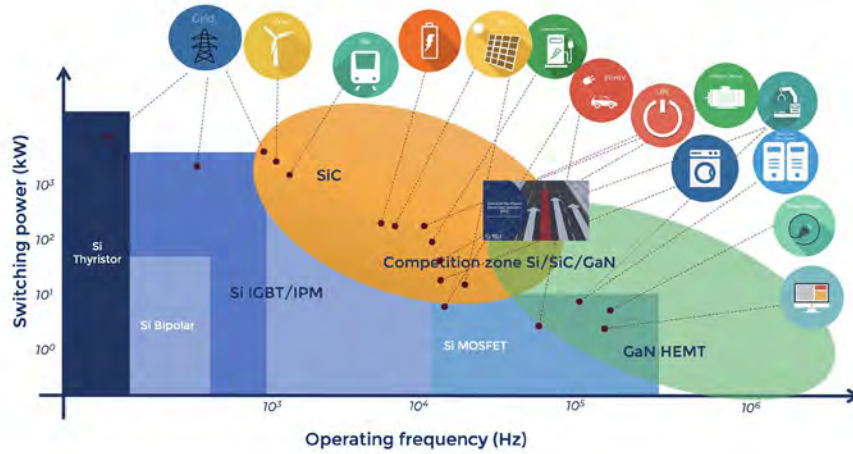 Grid
Switching power (kW)
10³
10²
10¹
10⁰
Si
Thyristor
Si Bipolar
Si IGBT/IPM
SiC
Competition zone Si/SiC/GaN
Si MOSFET
GaN HEMT
10³
10⁴
10⁵
10⁶
Operating frequency (Hz)